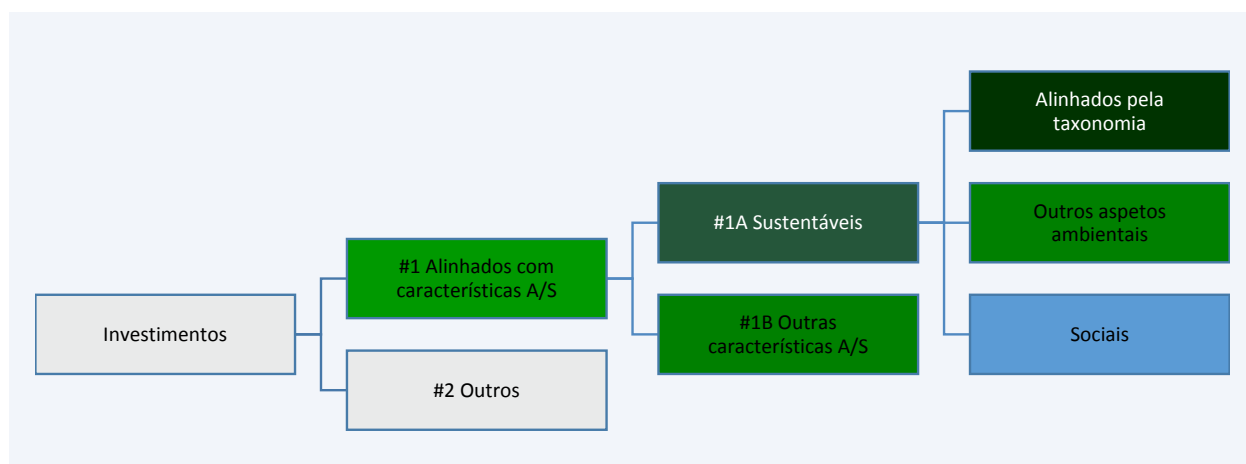 Investimentos
#1 Alinhados com
características A/S
#2 Outros
#1A Sustentáveis
#1B Outras
características A/S
Alinhados pela
taxonomia
Outros aspetos
ambientais
Sociais